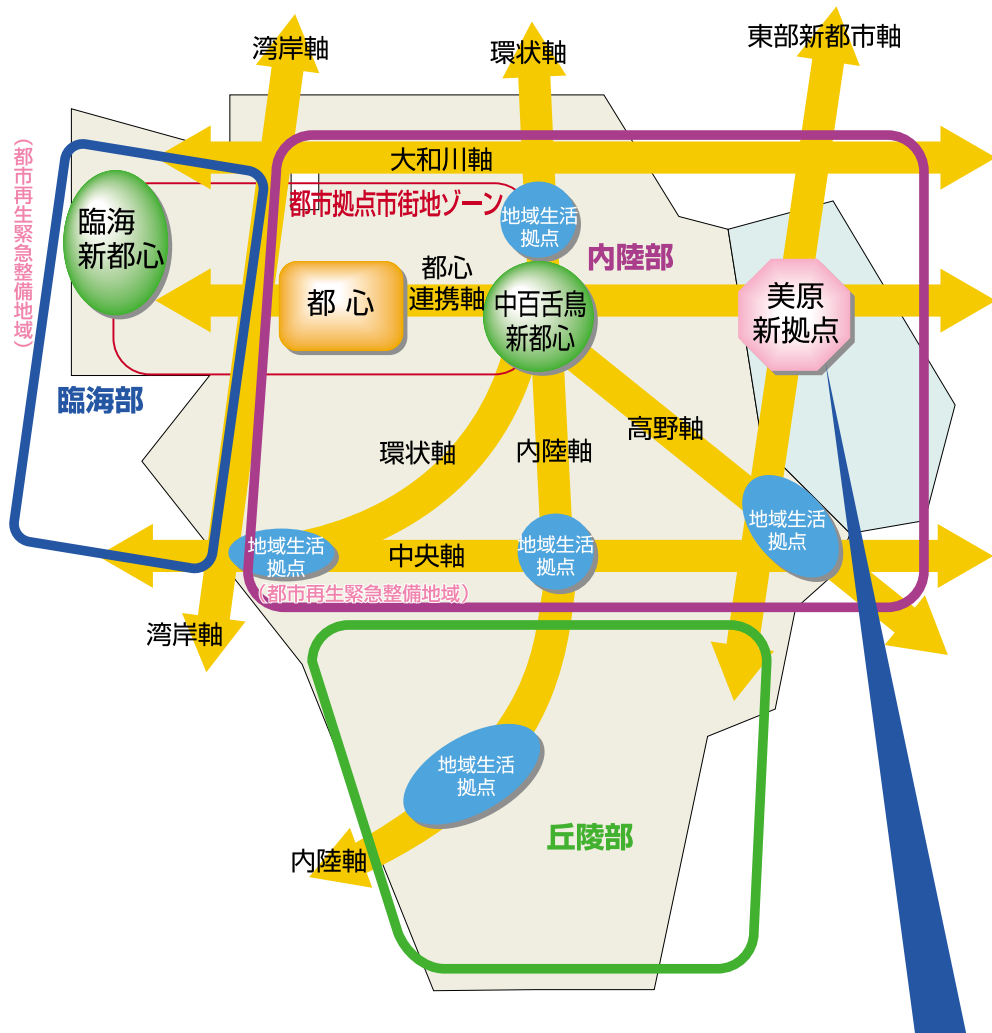 湾岸軸
環状軸
東部新都市軸
(都市再生緊急整備地域)
大和川軸
都市拠点市街地ゾーン
地域生活
拠点
内陸部
臨海
新都心
都心
都心
連携軸
中百舌鳥
新都心
美原
新拠点
臨海部
環状軸
内陸軸
高野軸
地域生活
拠点
中央軸
地域生活
拠点
地域生活
拠点
(都市再生緊急整備地域)
湾岸軸
地域生活
拠点
丘陵部
内陸軸